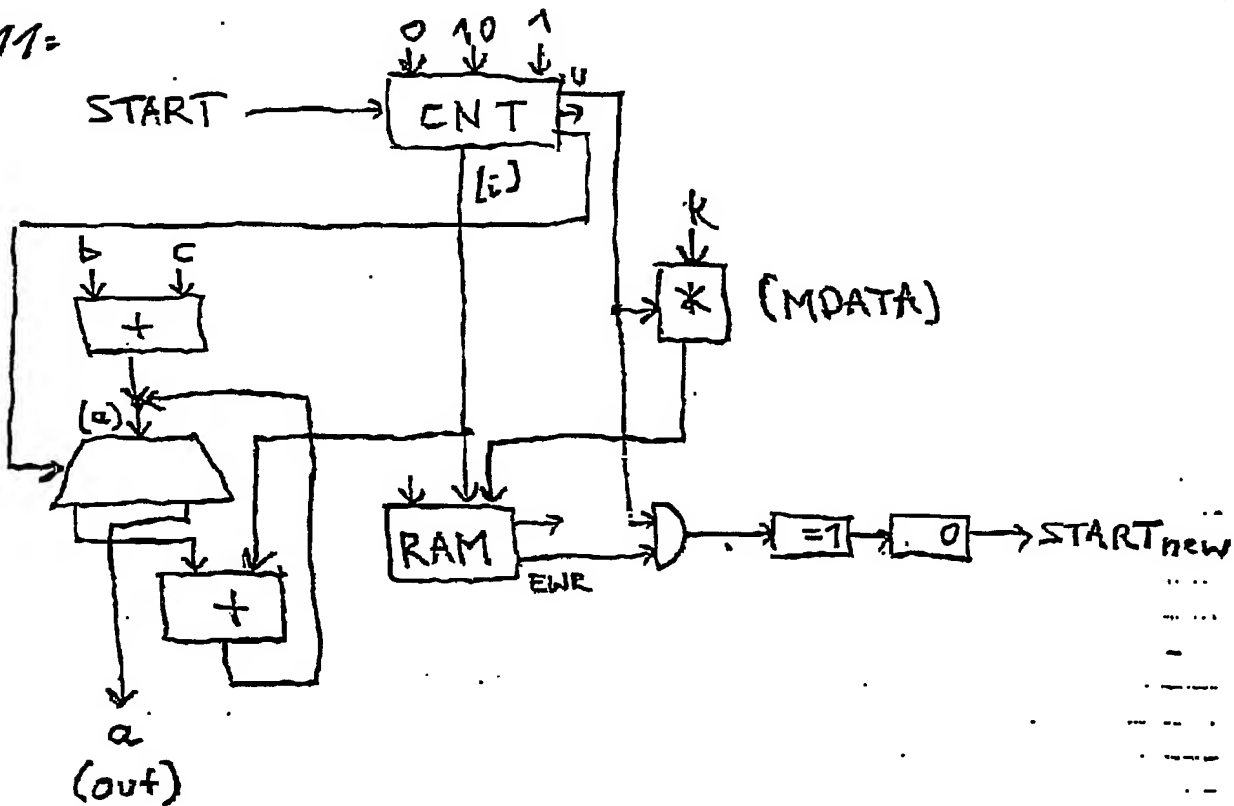 11=
0 10 1
START CNT U
[i]
k
b c
+ * (MDATA)
(a)
RAM =1 0 STARTnew
EWR
+
a
(out)